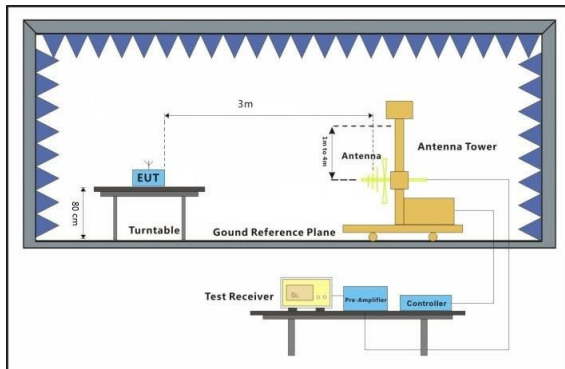 3m
1m to 4m
Antenna
Antenna Tower
EUT
80 cm
Turntable
Gound Reference Plane
Test Receiver
Pre-Amplifier
Controller